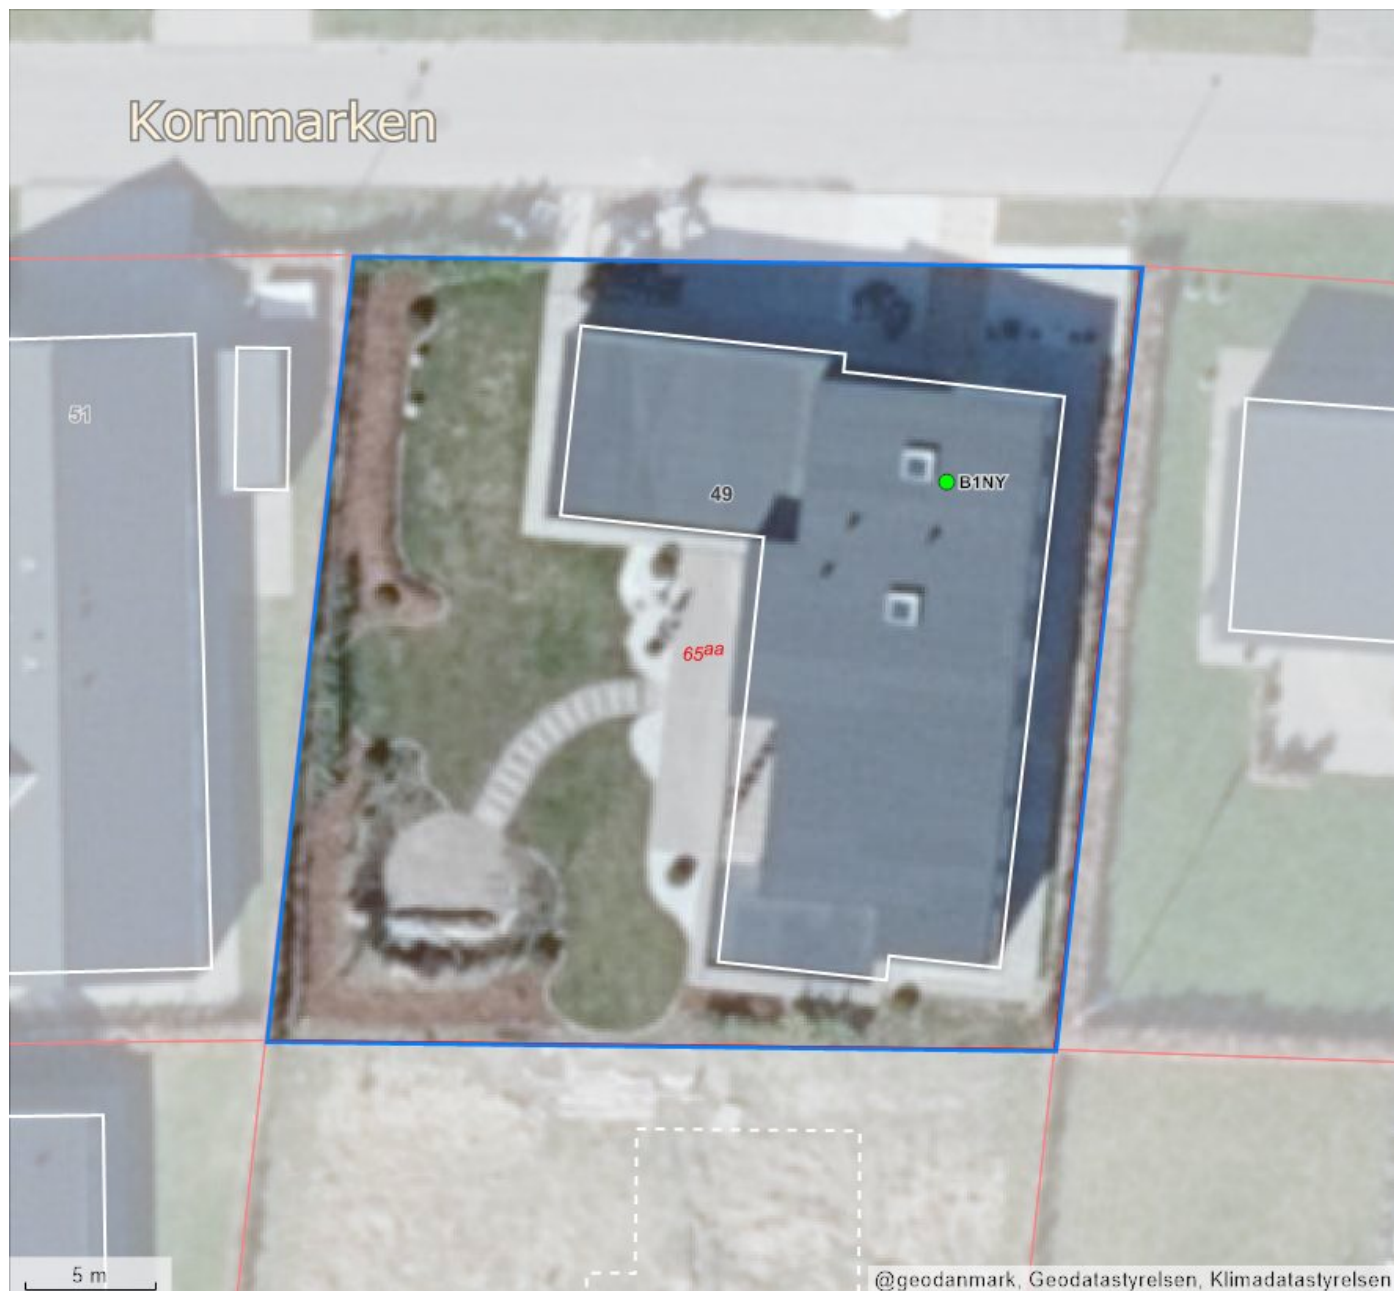 Kornmarken
51
49
B1NY
65aa
5 m
@geodanmark, Geodatastyrelsen, Klimadatastyrelsen